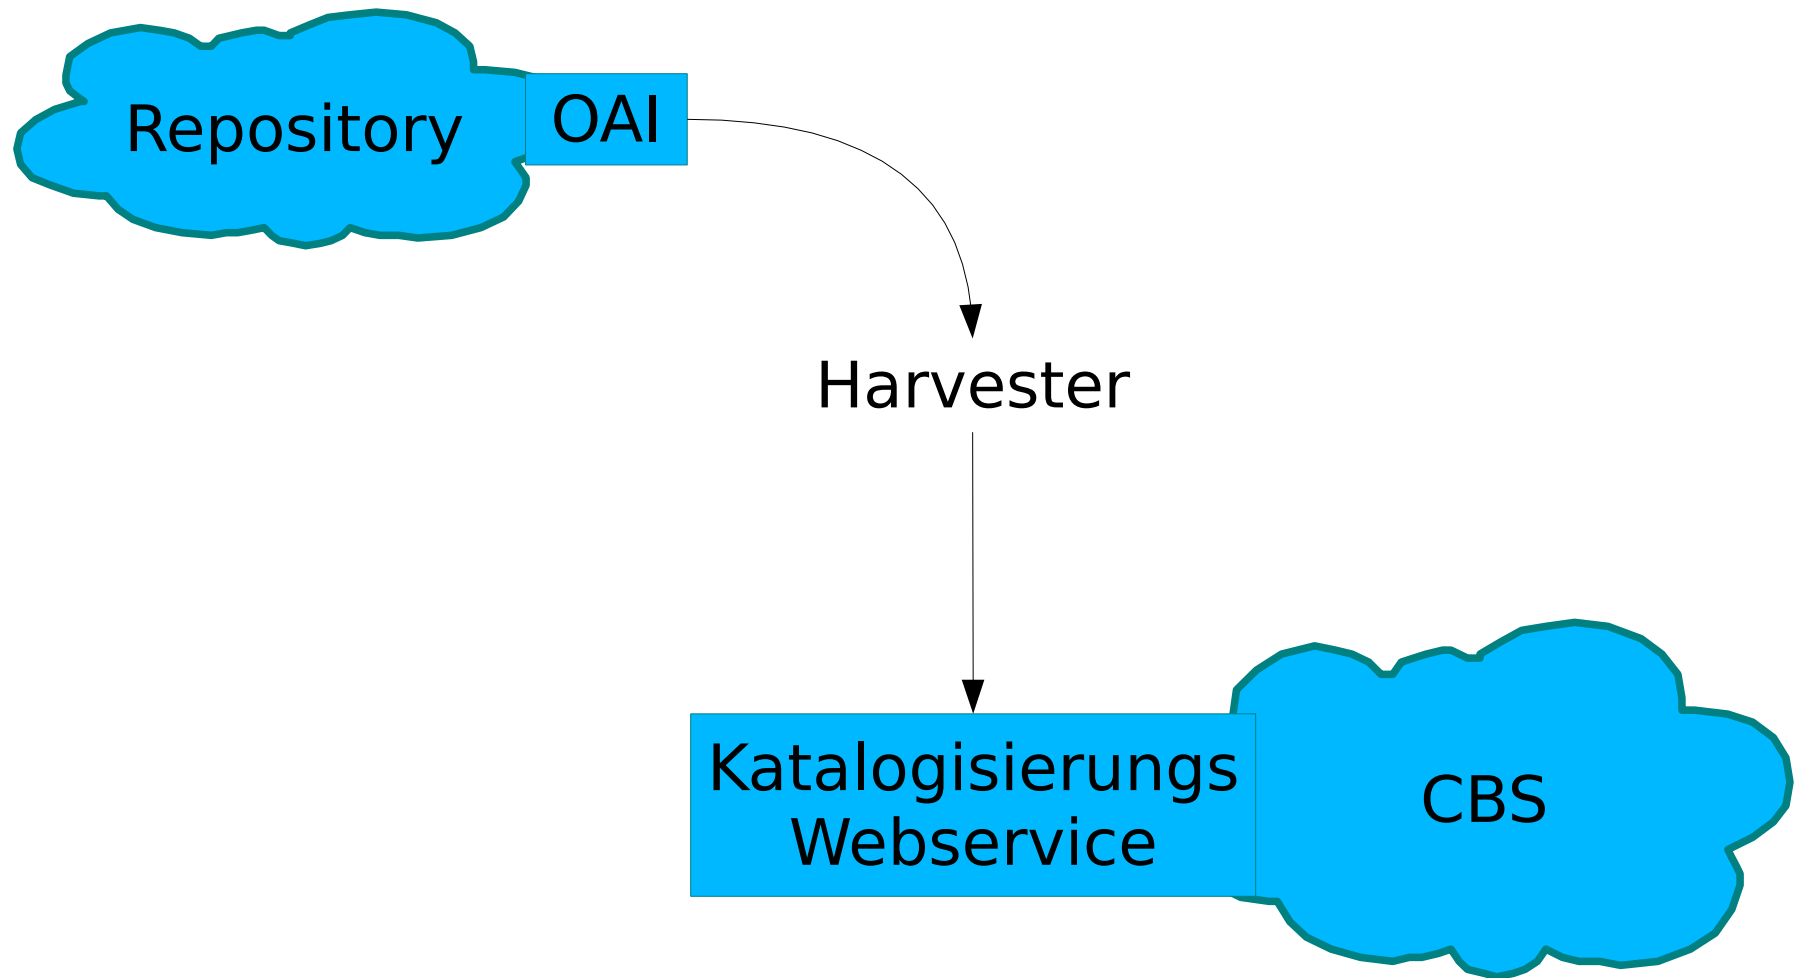 Repository
OAI
Harvester
Katalogisierungs
Webservice
CBS